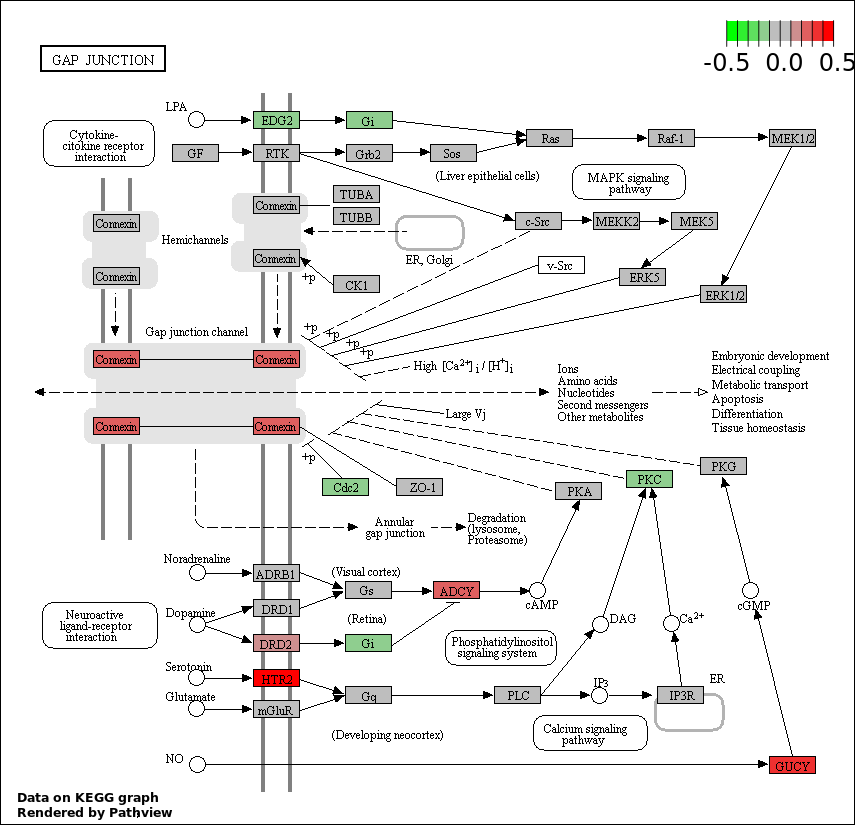 -0.5 0.0 0.5
GAP JUNCTION
LPA
EDG2
Gi
Cytokine-
citokine receptor
interaction
GF
RTK
Grb2
Sos
Ras
Raf-1
MEK1/2
(Liver epithelial cells)
MAPK signaling
pathway
TUBA
TUBB
Connexin
Connexin
Hemichannels
ER, Golgi
c-Src
MEKK2
MEK5
Connexin
Connexin
+p
CK1
v-Src
ERK5
ERK1/2
Gap junction channel
+p
+p
+p
+p
Connexin
Connexin
High [Ca2+] i / [H+] i
Ions
Amino acids
Nucleotides
Second messengers
Other metabolites
Embryonic development
Electrical coupling
Metabolic transport
Apoptosis
Differentiation
Tissue homeostasis
Large Vj
Connexin
Connexin
+p
Cdc2
ZO-1
PKA
PKC
PKG
Annular
gap junction
Degradation
(lysosome,
Proteasome)
Noradrenaline
ADRB1
(Visual cortex)
Gs
ADCY
cAMP
Dopamine
DRD1
(Retina)
DRD2
Gi
Neuroactive
ligand-receptor
interaction
Phosphatidylinositol
signaling system
DAG
Ca2+
cGMP
Serotonin
HTR2
Glutamate
mGluR
Gq
PLC
IP3
IP3R
ER
(Developing neocortex)
Calcium signaling
pathway
NO
GUCY
Data on KEGG graph
Rendered by Pathview